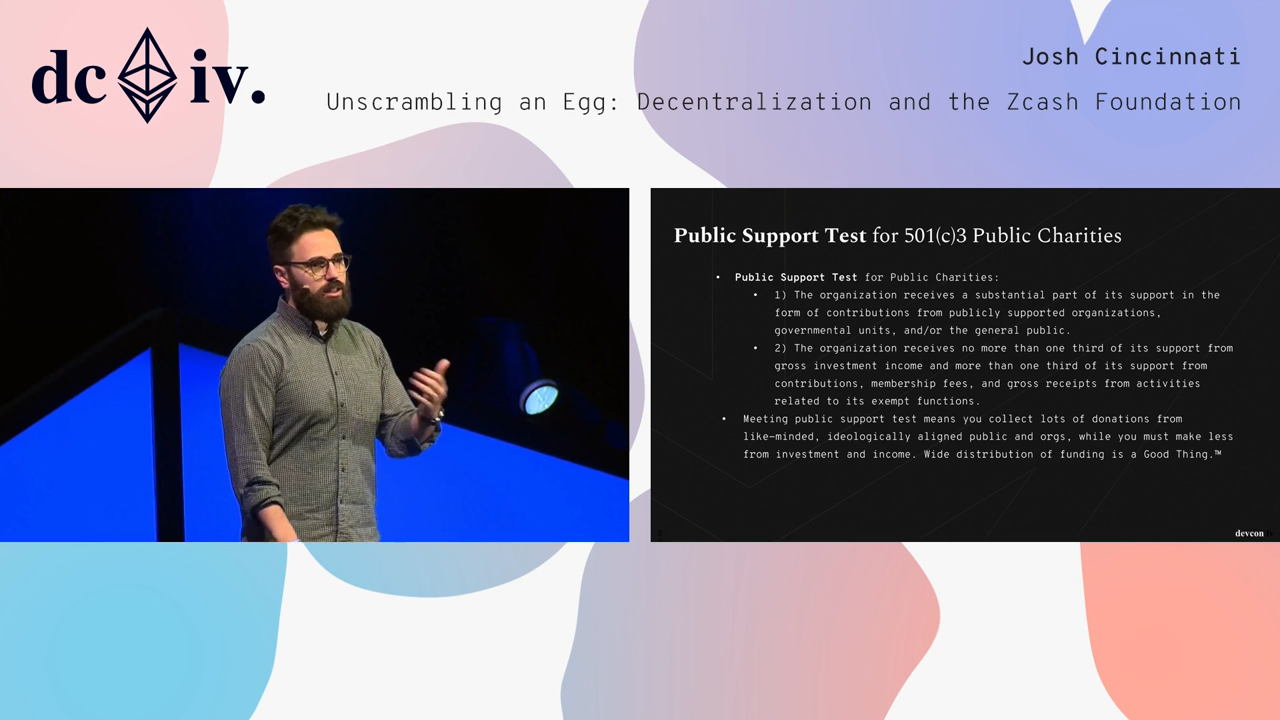 dc iv.
Josh Cincinnati
Unscrambling an Egg: Decentralization and the Zcash Foundation
Public Support Test for 501(c)3 Public Charities
• Public Support Test for Public Charities:
• 1) The organization receives a substantial part of its support in the
form of contributions from publicly supported organizations,
governmental units, and/or the general public.
• 2) The organization receives no more than one third of its support from
gross investment income and more than one third of its support from
contributions, membership fees, and gross receipts from activities
related to its exempt functions.
• Meeting public support test means you collect lots of donations from
like-minded, ideologically aligned public and orgs, while you must make less
from investment and income. Wide distribution of funding is a Good Thing.™
devcon